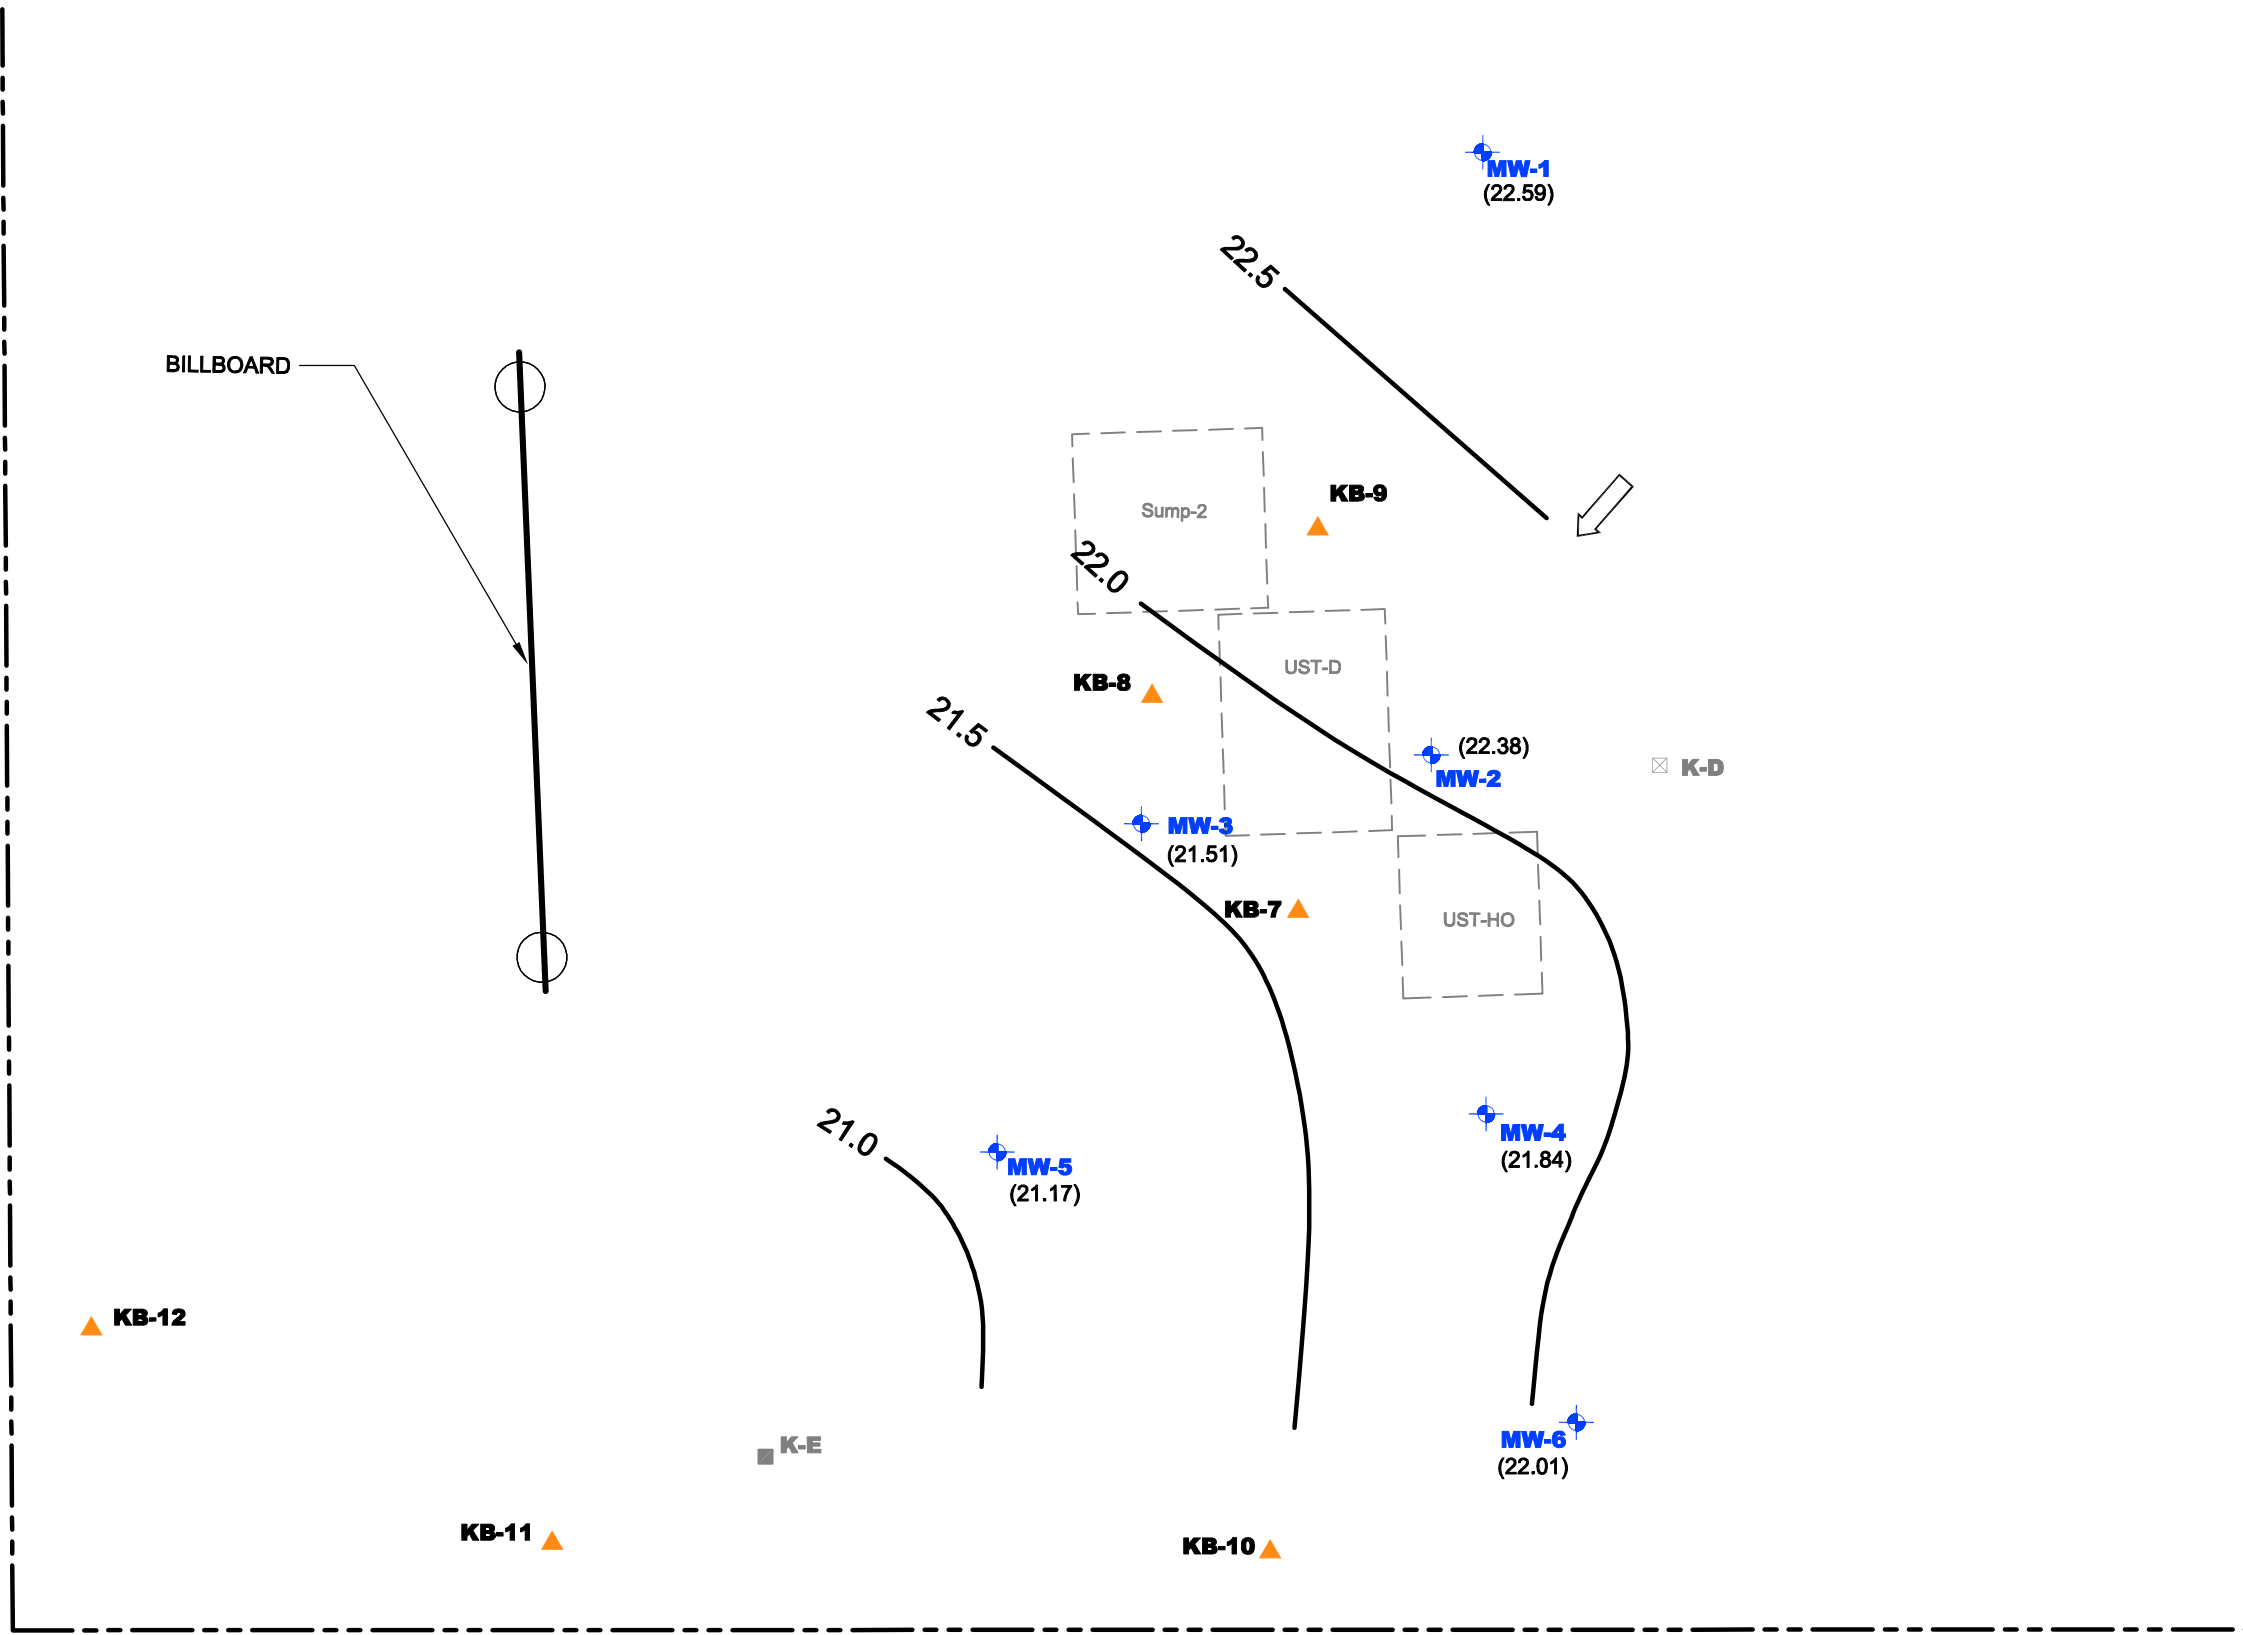 MW-1
(22.59)
22.5
BILLBOARD
KB-9
Sump-2
22.0
UST-D
KB-8
21.5
(22.38)
MW-2
K-D
MW-3
(21.51)
KB-7
UST-HO
21.0
MW-4
(21.84)
MW-5
(21.17)
KB-12
K-E
MW-6
(22.01)
KB-11
KB-10